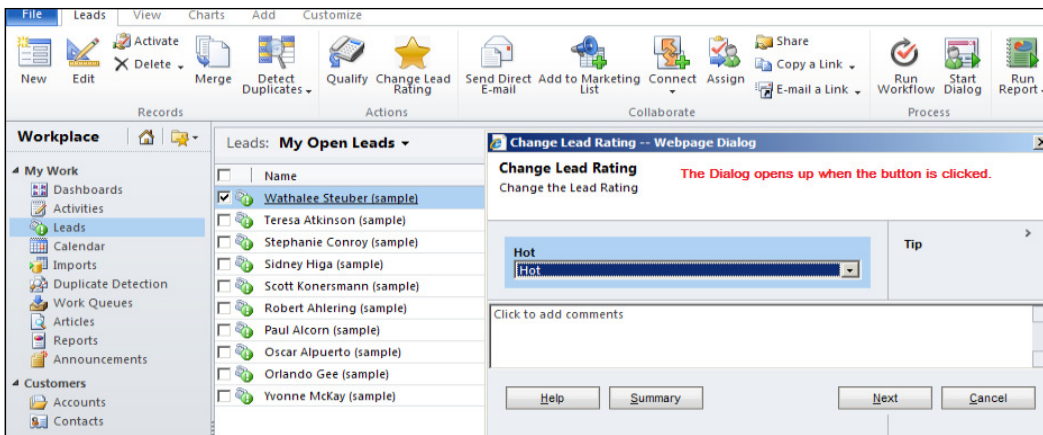 File Leads View Charts Add Customize
New
Edit
Activate
Delete
Merge
Detect
Duplicates
Qualify
Change Lead
Rating
Send Direct
E-mail
Add to Marketing
List
Connect
Assign
Share
Copy a Link
E-mail a Link
Run
Workflow
Start
Dialog
Run
Report
Records
Actions
Collaborate
Process
Workplace
My Work
Dashboards
Activities
Leads
Calendar
Imports
Duplicate Detection
Work Queues
Articles
Reports
Announcements
Customers
Accounts
Contacts
Leads: My Open Leads
Name
Wathalee Steuber (sample)
Teresa Atkinson (sample)
Stephanie Conroy (sample)
Sidney Higa (sample)
Scott Konersmann (sample)
Robert Ahlering (sample)
Paul Alcorn (sample)
Oscar Alpuerto (sample)
Orlando Gee (sample)
Yvonne McKay (sample)
Change Lead Rating -- Webpage Dialog
Change Lead Rating
Change the Lead Rating
The Dialog opens up when the button is clicked.
Hot
Hot
Tip
Click to add comments
Help
Summary
Next
Cancel